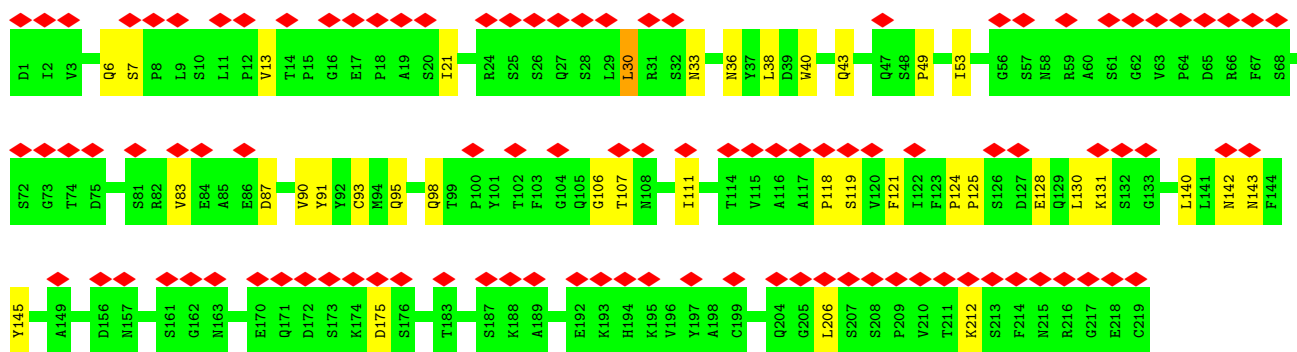 D1 I2 V3 Q6 S7 P8 L9 S10 L11 P12 V13 T14 P15 G16 E17 P18 A19 S20 I21 R24 S25 S26 Q27 S28 L29 L30 R31 S32 N33 N36 Y37 L38 D39 W40 Q43 Q47 S48 P49 I53 G56 S57 N58 R59 A60 S61 G62 V63 P64 D65 R66 F67 S68
S72 G73 T74 D75 S81 R82 V83 E84 A85 E86 D87 V90 Y91 Y92 C93 M94 Q95 Q98 T99 P100 Y101 T102 F103 G104 Q105 G106 T107 N108 I111 T114 V115 A116 A117 P118 S119 V120 F121 I122 F123 P124 P125 S126 D127 E128 Q129 L130 K131 S132 G133 L140 L141 N142 N143 F144
Y145 A149 D156 N157 S161 G162 N163 E170 Q171 D172 S173 K174 D175 S176 T183 S187 K188 A189 E192 K193 H194 K195 V196 Y197 A198 C199 Q204 G205 L206 S207 S208 P209 V210 T211 K212 S213 F214 N215 R216 G217 E218 C219